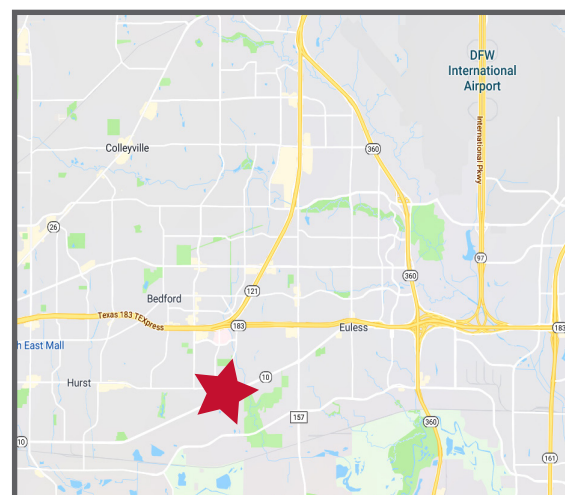 DFW
International
Airport
International Pkwy
Colleyville
360
26
97
360
121
Bedford
Texas 183 TEXpress
183
Euless
183
h East Mall
Hurst
10
157
360
10
161